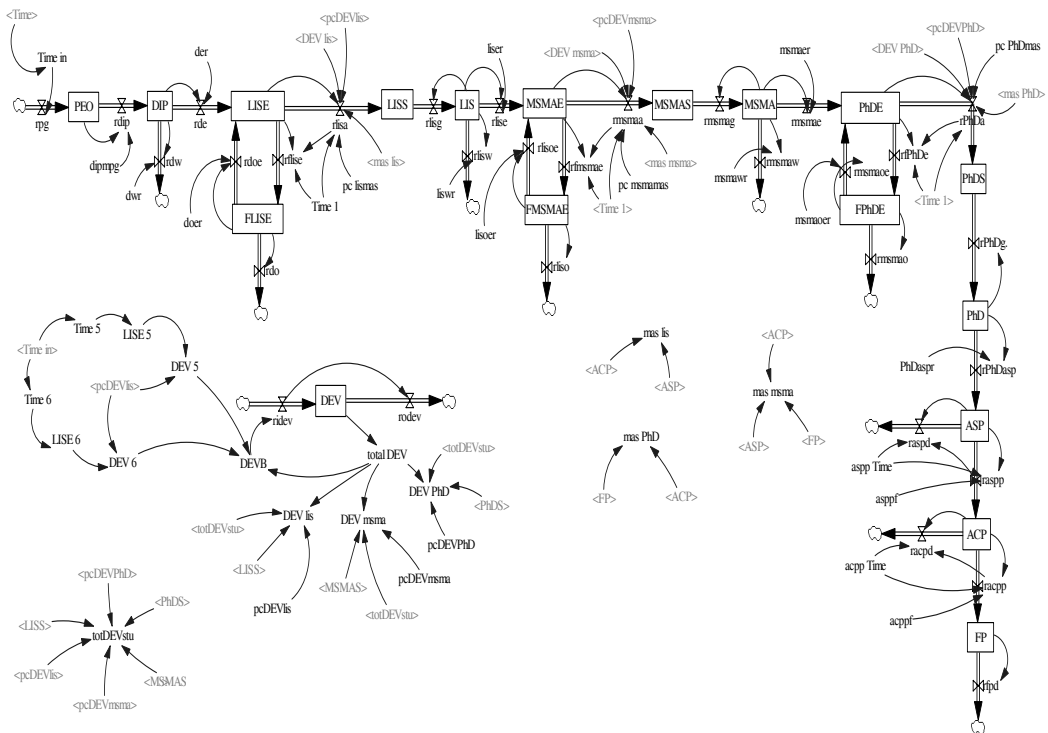 <Time>
Time in
rpg
PEO
rdip
dipmpg
DIP
der
rde
rdw
dwr
LISE
<DEV lis>
<pcDEVlis>
rlisa
<mas lis>
pc lismas
Time 1
rdoe
rflise
doer
FLISE
rdo
LISS
rlisg
LIS
liser
rlise
rlisw
liswr
MSMAE
<DEV msma>
<pcDEVmsma>
rmsmaa
<mas msma>
pc msmamas
<Time 1>
rlisoe
rfmsmae
lisoer
FMSMAE
rliso
MSMAS
rmsmag
MSMA
msmaer
rmsmae
rmsmaw
msmawr
PhDE
<DEV PhD>
<pcDEVPhD>
pc PhDmas
<mas PhD>
rPhDa
rfPhDe
rmsmaoe
<Time 1>
msmaoer
FPhDE
rmsmao
PhDS
rPhDg.
PhD
PhDaspr
rPhDasp
ASP
raspd
aspp Time
raspp
asppf
ACP
racpd
acpp Time
racpp
acppf
FP
rfpd
Time 5
LISE 5
<Time in>
DEV 5
<pcDEVlis>
Time 6
LISE 6
DEV 6
DEVB
ridev
DEV
rodev
total DEV
<totDEVstu>
DEV PhD
<PhDS>
pcDEVPhD
DEV lis
<totDEVstu>
<LISS>
pcDEVlis
DEV msma
<MSMAS>
pcDEVmsma
<totDEVstu>
mas lis
<ACP>
<ASP>
<ACP>
mas msma
<ASP>
<FP>
mas PhD
<FP>
<ACP>
<pcDEVPhD>
<PhDS>
<LISS>
totDEVstu
<pcDEVlis>
<MSMAS
<pcDEVmsma>